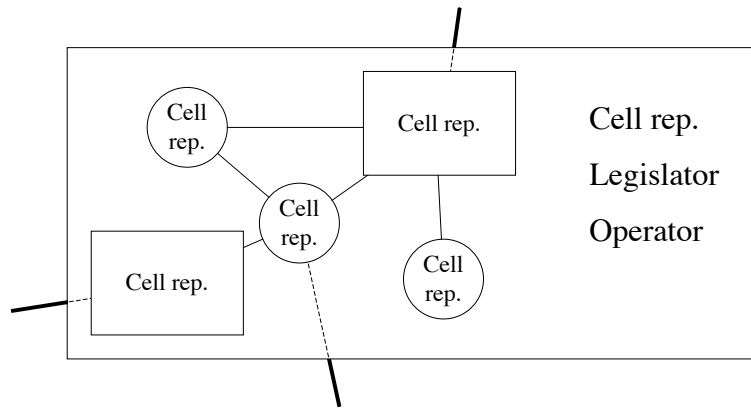 Cell
rep.
Cell rep.
Cell
rep.
Cell rep.
Cell
rep.
Cell rep.
Legislator
Operator